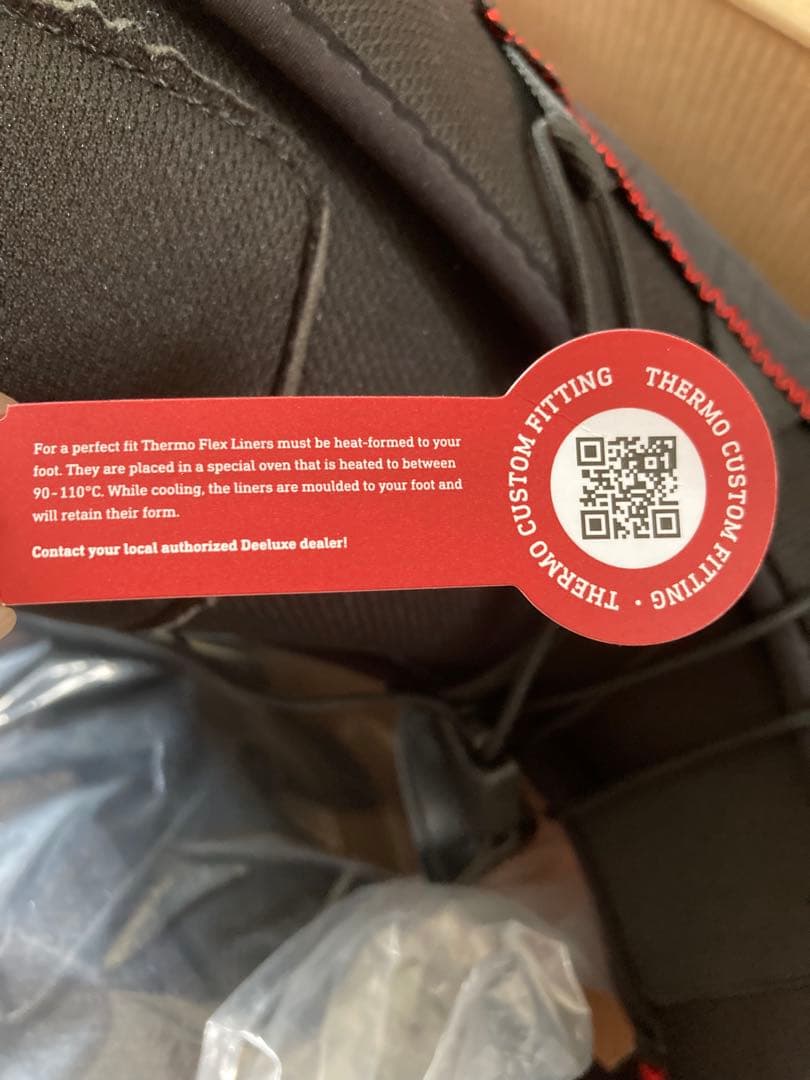 For a perfect fit Thermo Flex Liners must be heat-formed to your
foot. They are placed in a special oven that is heated to between
90-110°C. While cooling, the liners are moulded to your foot and
will retain their form.
Contact your local authorized Deeluxe dealer!
THERMO CUSTOM FITTING • THERMO CUSTOM FITTING